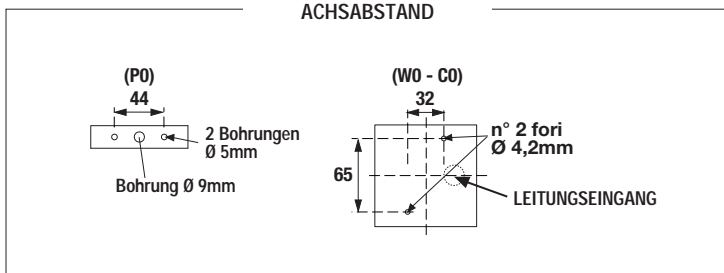 ACHSABSTAND
(P0)
44
2 Bohrungen
Ø 5mm
Bohrung Ø 9mm
(W0 - C0)
32
n° 2 fori
Ø 4,2mm
65
LEITUNGSEINGANG